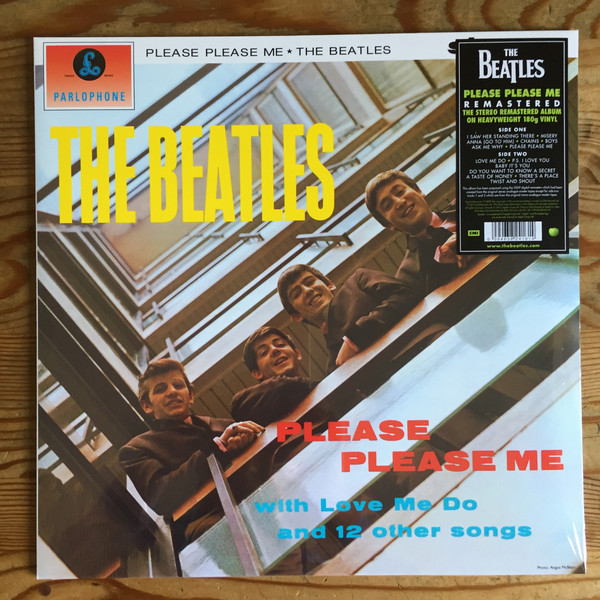 PARLOPHONE
PLEASE PLEASE ME ★ THE BEATLES
THE BEATLES
PLEASE
PLEASE ME
with Love Me Do
and 12 other songs
THE
BEATLES
PLEASE PLEASE ME
REMASTERED
THE STEREO REMASTERED ALBUM
ON HEAVYWEIGHT 180g VINYL
SIDE ONE
I SAW HER STANDING THERE • MISERY
ANNA (GO TO HIM) • CHAINS • BOYS
ASK ME WHY • PLEASE PLEASE ME
SIDE TWO
LOVE ME DO • P.S. I LOVE YOU
BABY IT'S YOU
DO YOU WANT TO KNOW A SECRET
A TASTE OF HONEY • THERE'S A PLACE
TWIST AND SHOUT
EMI
www.thebeatles.com
Photo: Angus McBean